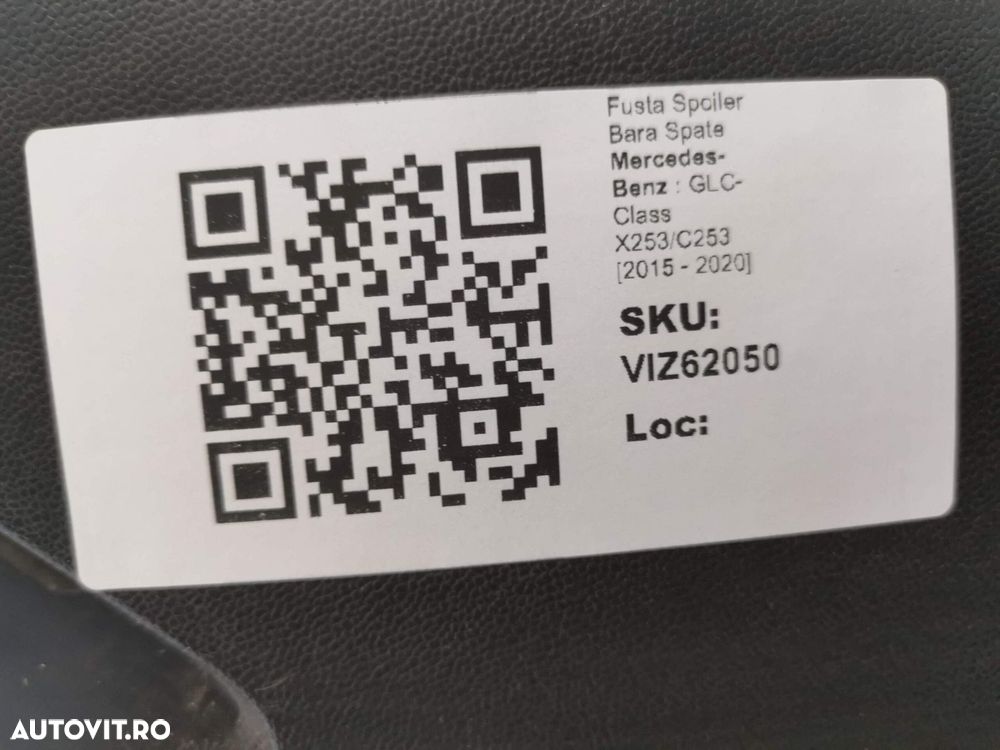 Fusta Spoiler
Bara Spate
Mercedes-
Benz : GLC-
Class
X253/C253
[2015 - 2020]
SKU:
VIZ62050
Loc:
AUTOVIT.RO